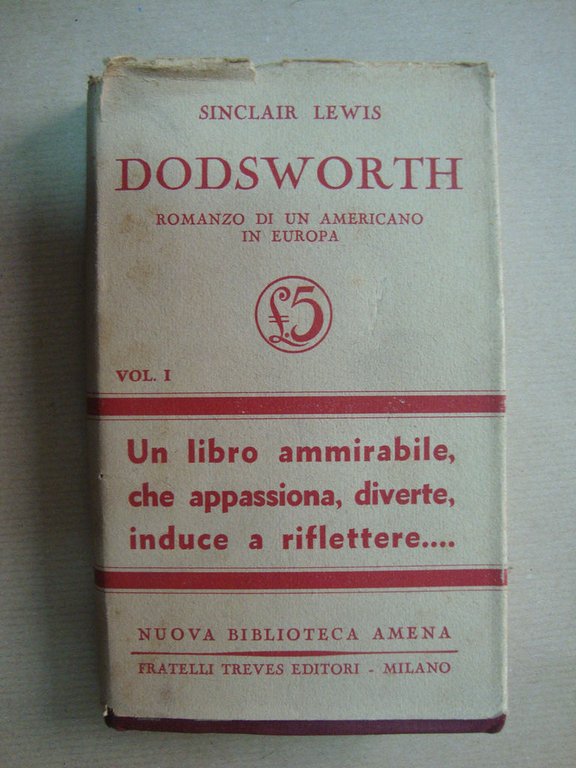 SINCLAIR LEWIS
DODSWORTH
ROMANZO DI UN AMERICANO
IN EUROPA
£.5
VOL. I
Un libro ammirabile,
che appassiona, diverte,
induce a riflettere....
NUOVA BIBLIOTECA AMENA
FRATELLI TREVES EDITORI - MILANO